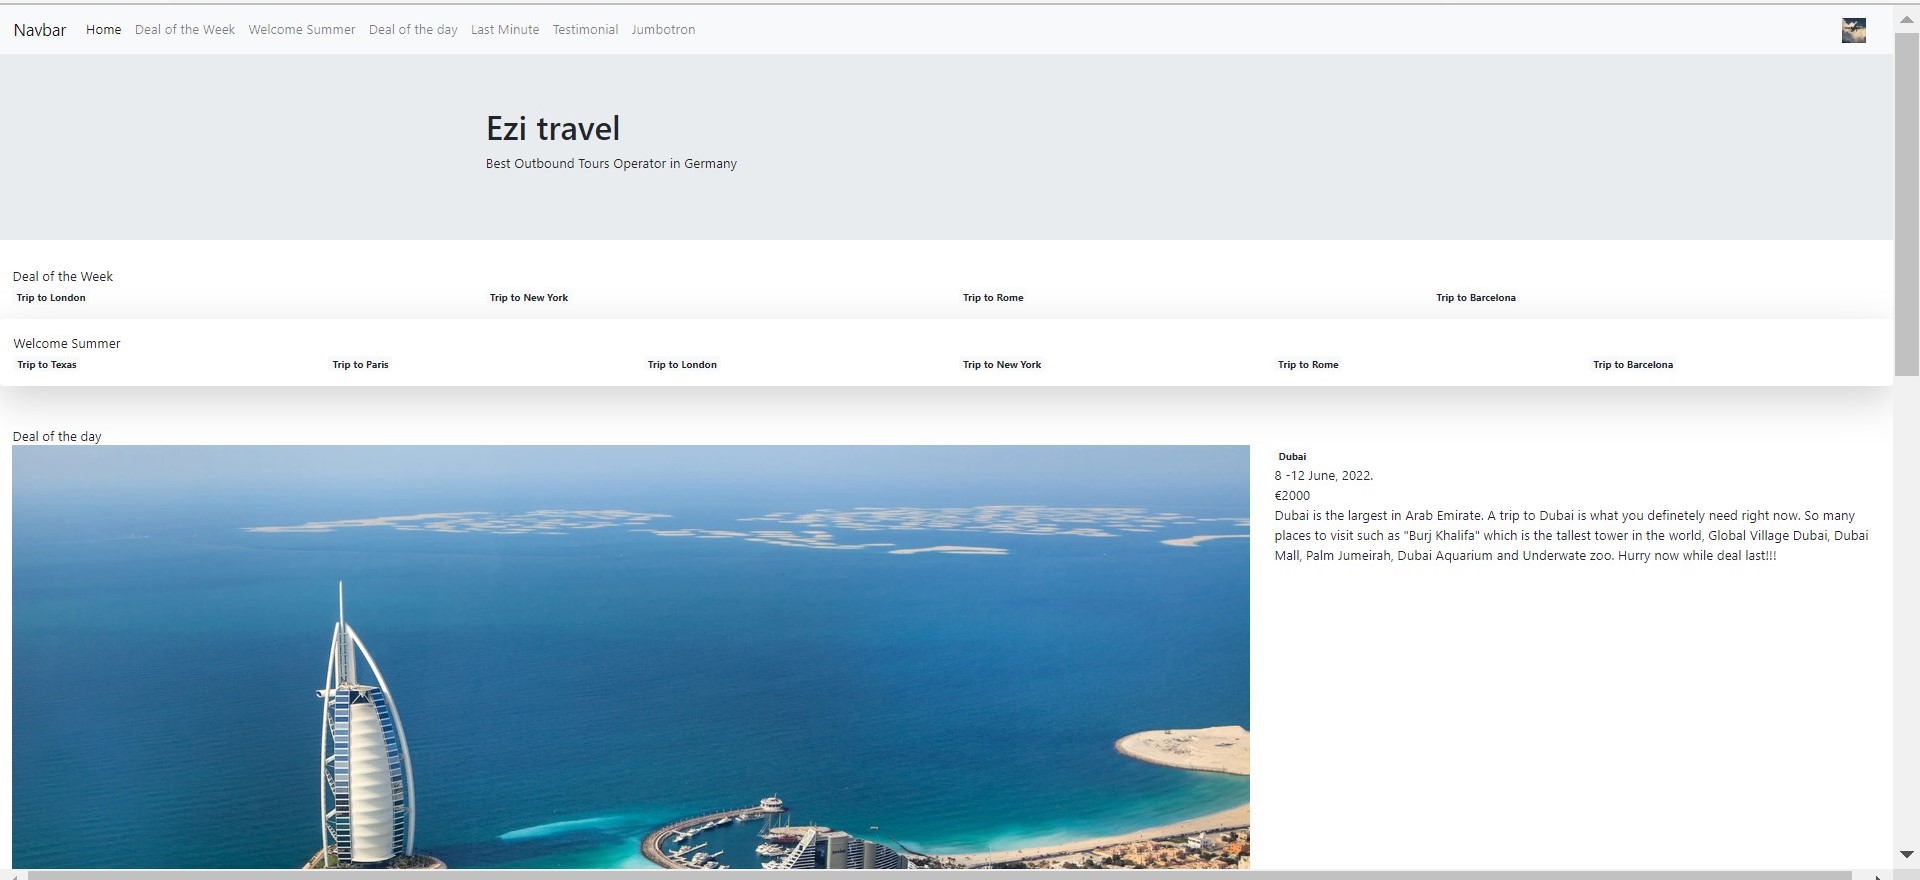 Navbar Home Deal of the Week Welcome Summer Deal of the day Last Minute Testimonial Jumbotron
Ezi travel
Best Outbound Tours Operator in Germany
Deal of the Week
Trip to London Trip to New York Trip to Rome Trip to Barcelona
Welcome Summer
Trip to Texas Trip to Paris Trip to London Trip to New York Trip to Rome Trip to Barcelona
Deal of the day
Dubai
8 -12 June, 2022.
€2000
Dubai is the largest in Arab Emirate. A trip to Dubai is what you definetely need right now. So many
places to visit such as "Burj Khalifa" which is the tallest tower in the world, Global Village Dubai, Dubai
Mall, Palm Jumeirah, Dubai Aquarium and Underwate zoo. Hurry now while deal last!!!